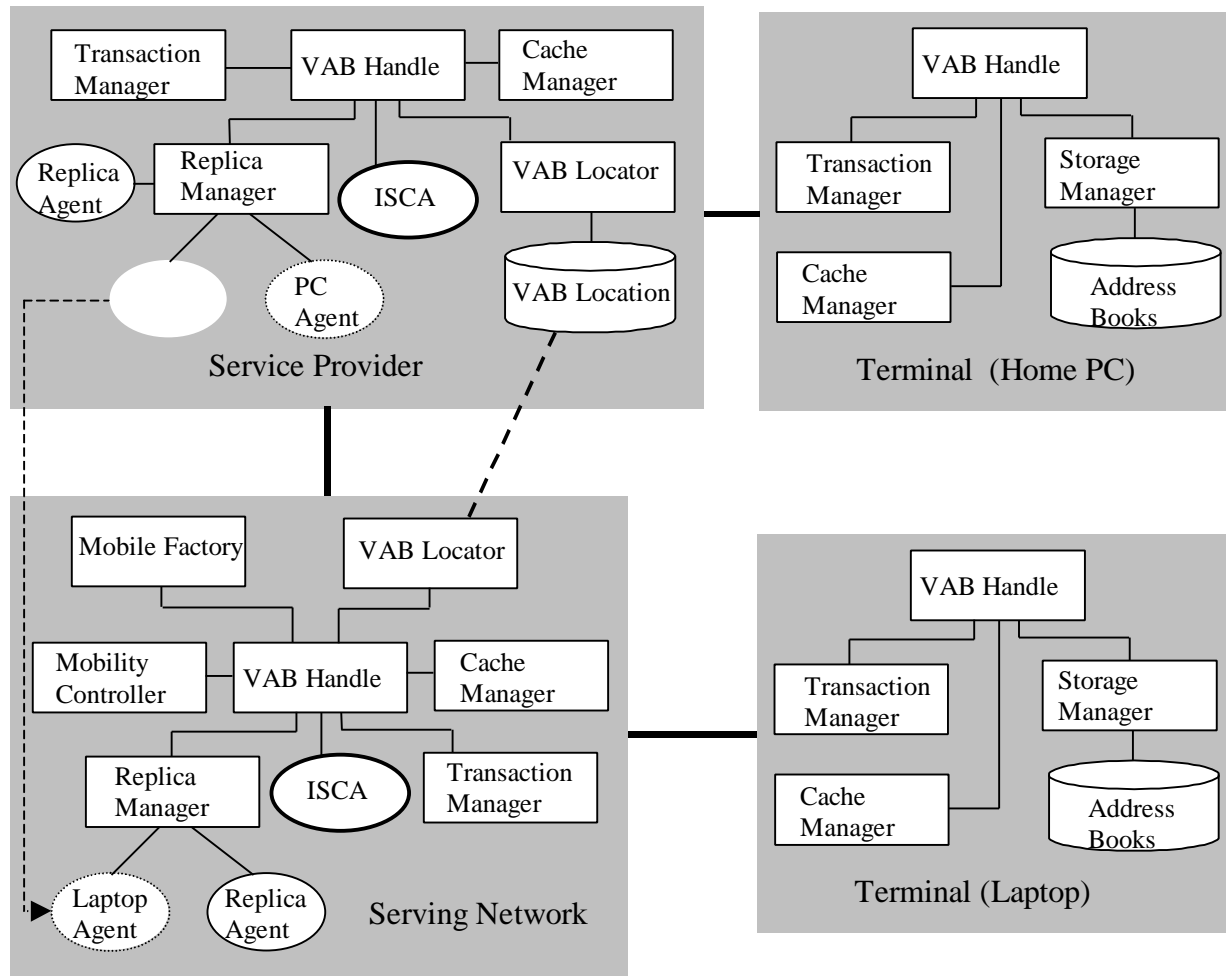 Transaction
Manager
VAB Handle
Cache
Manager
Replica
Agent
Replica
Manager
ISCA
VAB Locator
PC
Agent
VAB Location
Service Provider
VAB Handle
Transaction
Manager
Storage
Manager
Cache
Manager
Address
Books
Terminal (Home PC)
Mobile Factory
VAB Locator
Mobility
Controller
VAB Handle
Cache
Manager
Replica
Manager
ISCA
Transaction
Manager
Laptop
Agent
Replica
Agent
Serving Network
VAB Handle
Transaction
Manager
Storage
Manager
Cache
Manager
Address
Books
Terminal (Laptop)